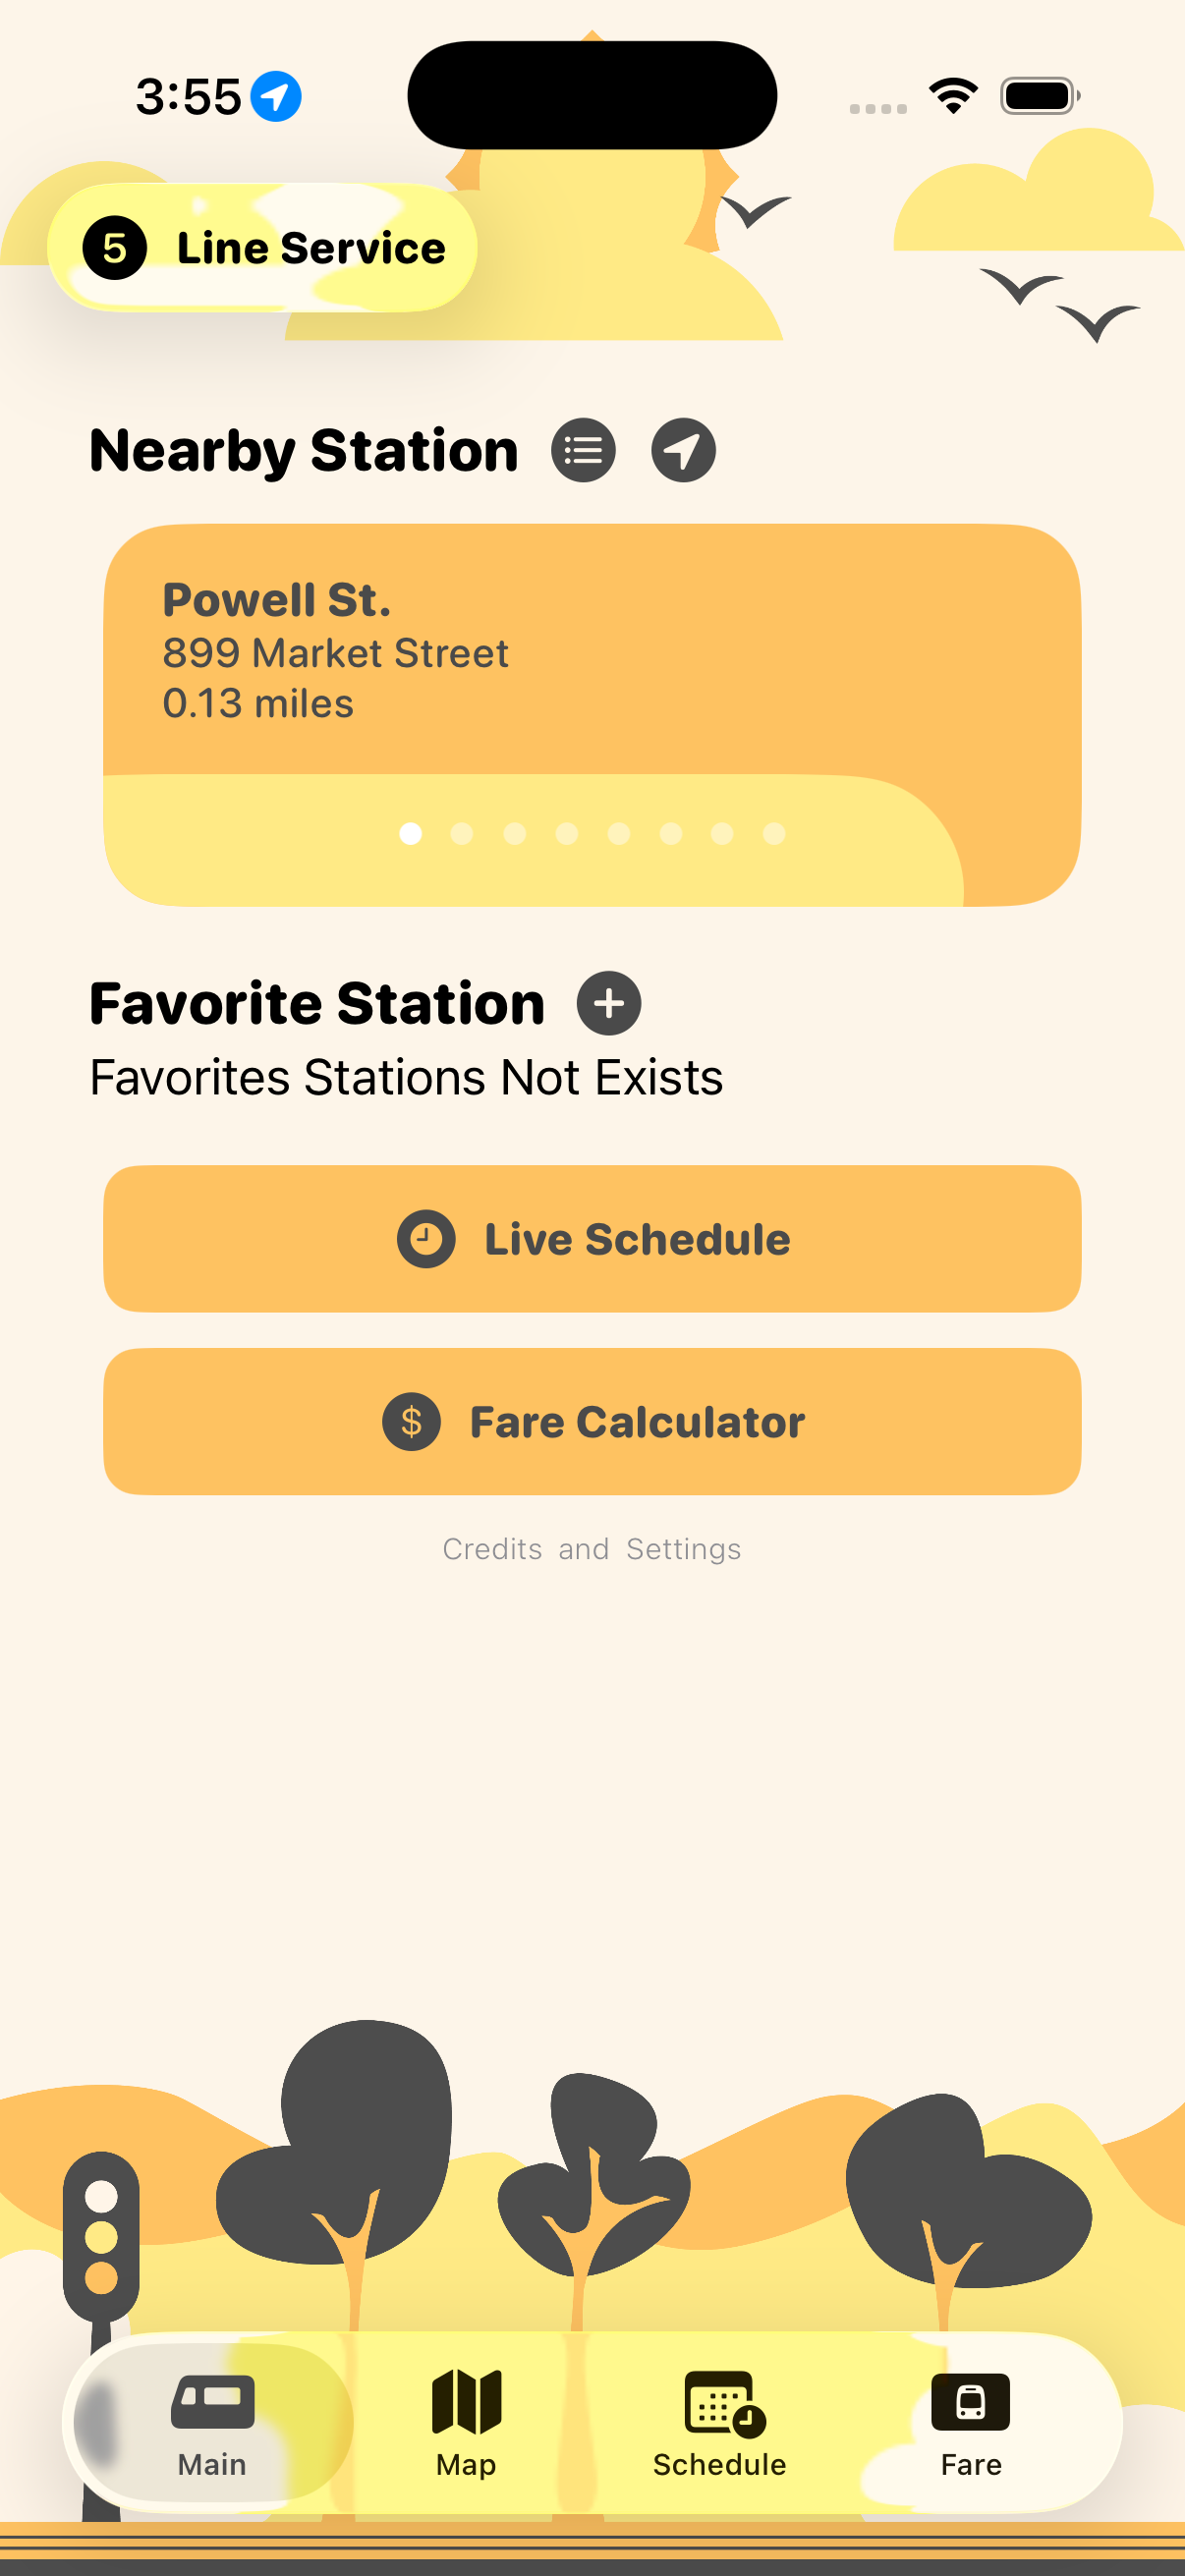 3:55
5 Line Service
Nearby Station
Powell St.
899 Market Street
0.13 miles
Favorite Station
Favorites Stations Not Exists
Live Schedule
$ Fare Calculator
Credits and Settings
Main Map Schedule Fare